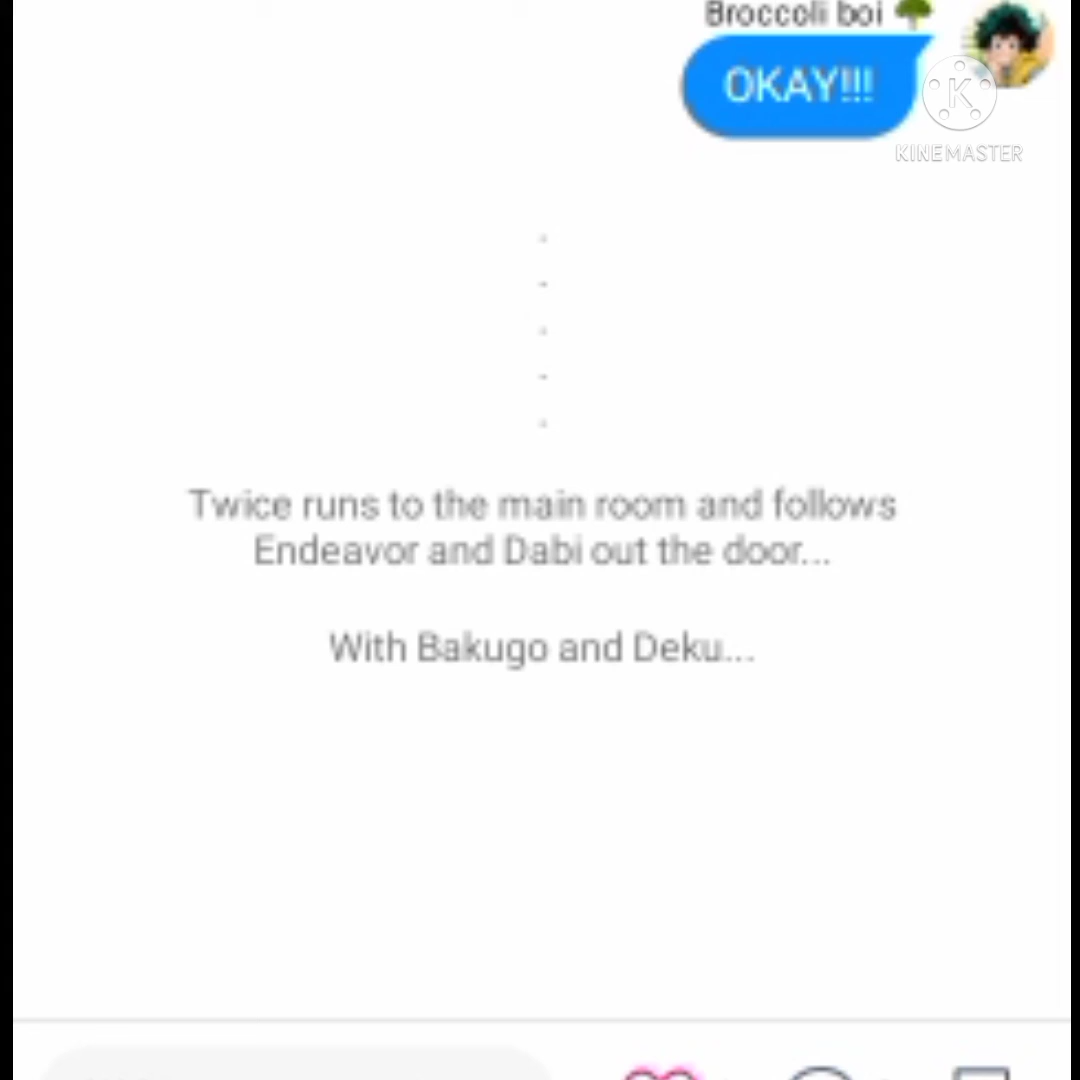 Broccoli boi 🌳
OKAY!!!
K
KINEMASTER
.
.
.
.
.
Twice runs to the main room and follows
Endeavor and Dabi out the door...
With Bakugo and Deku...